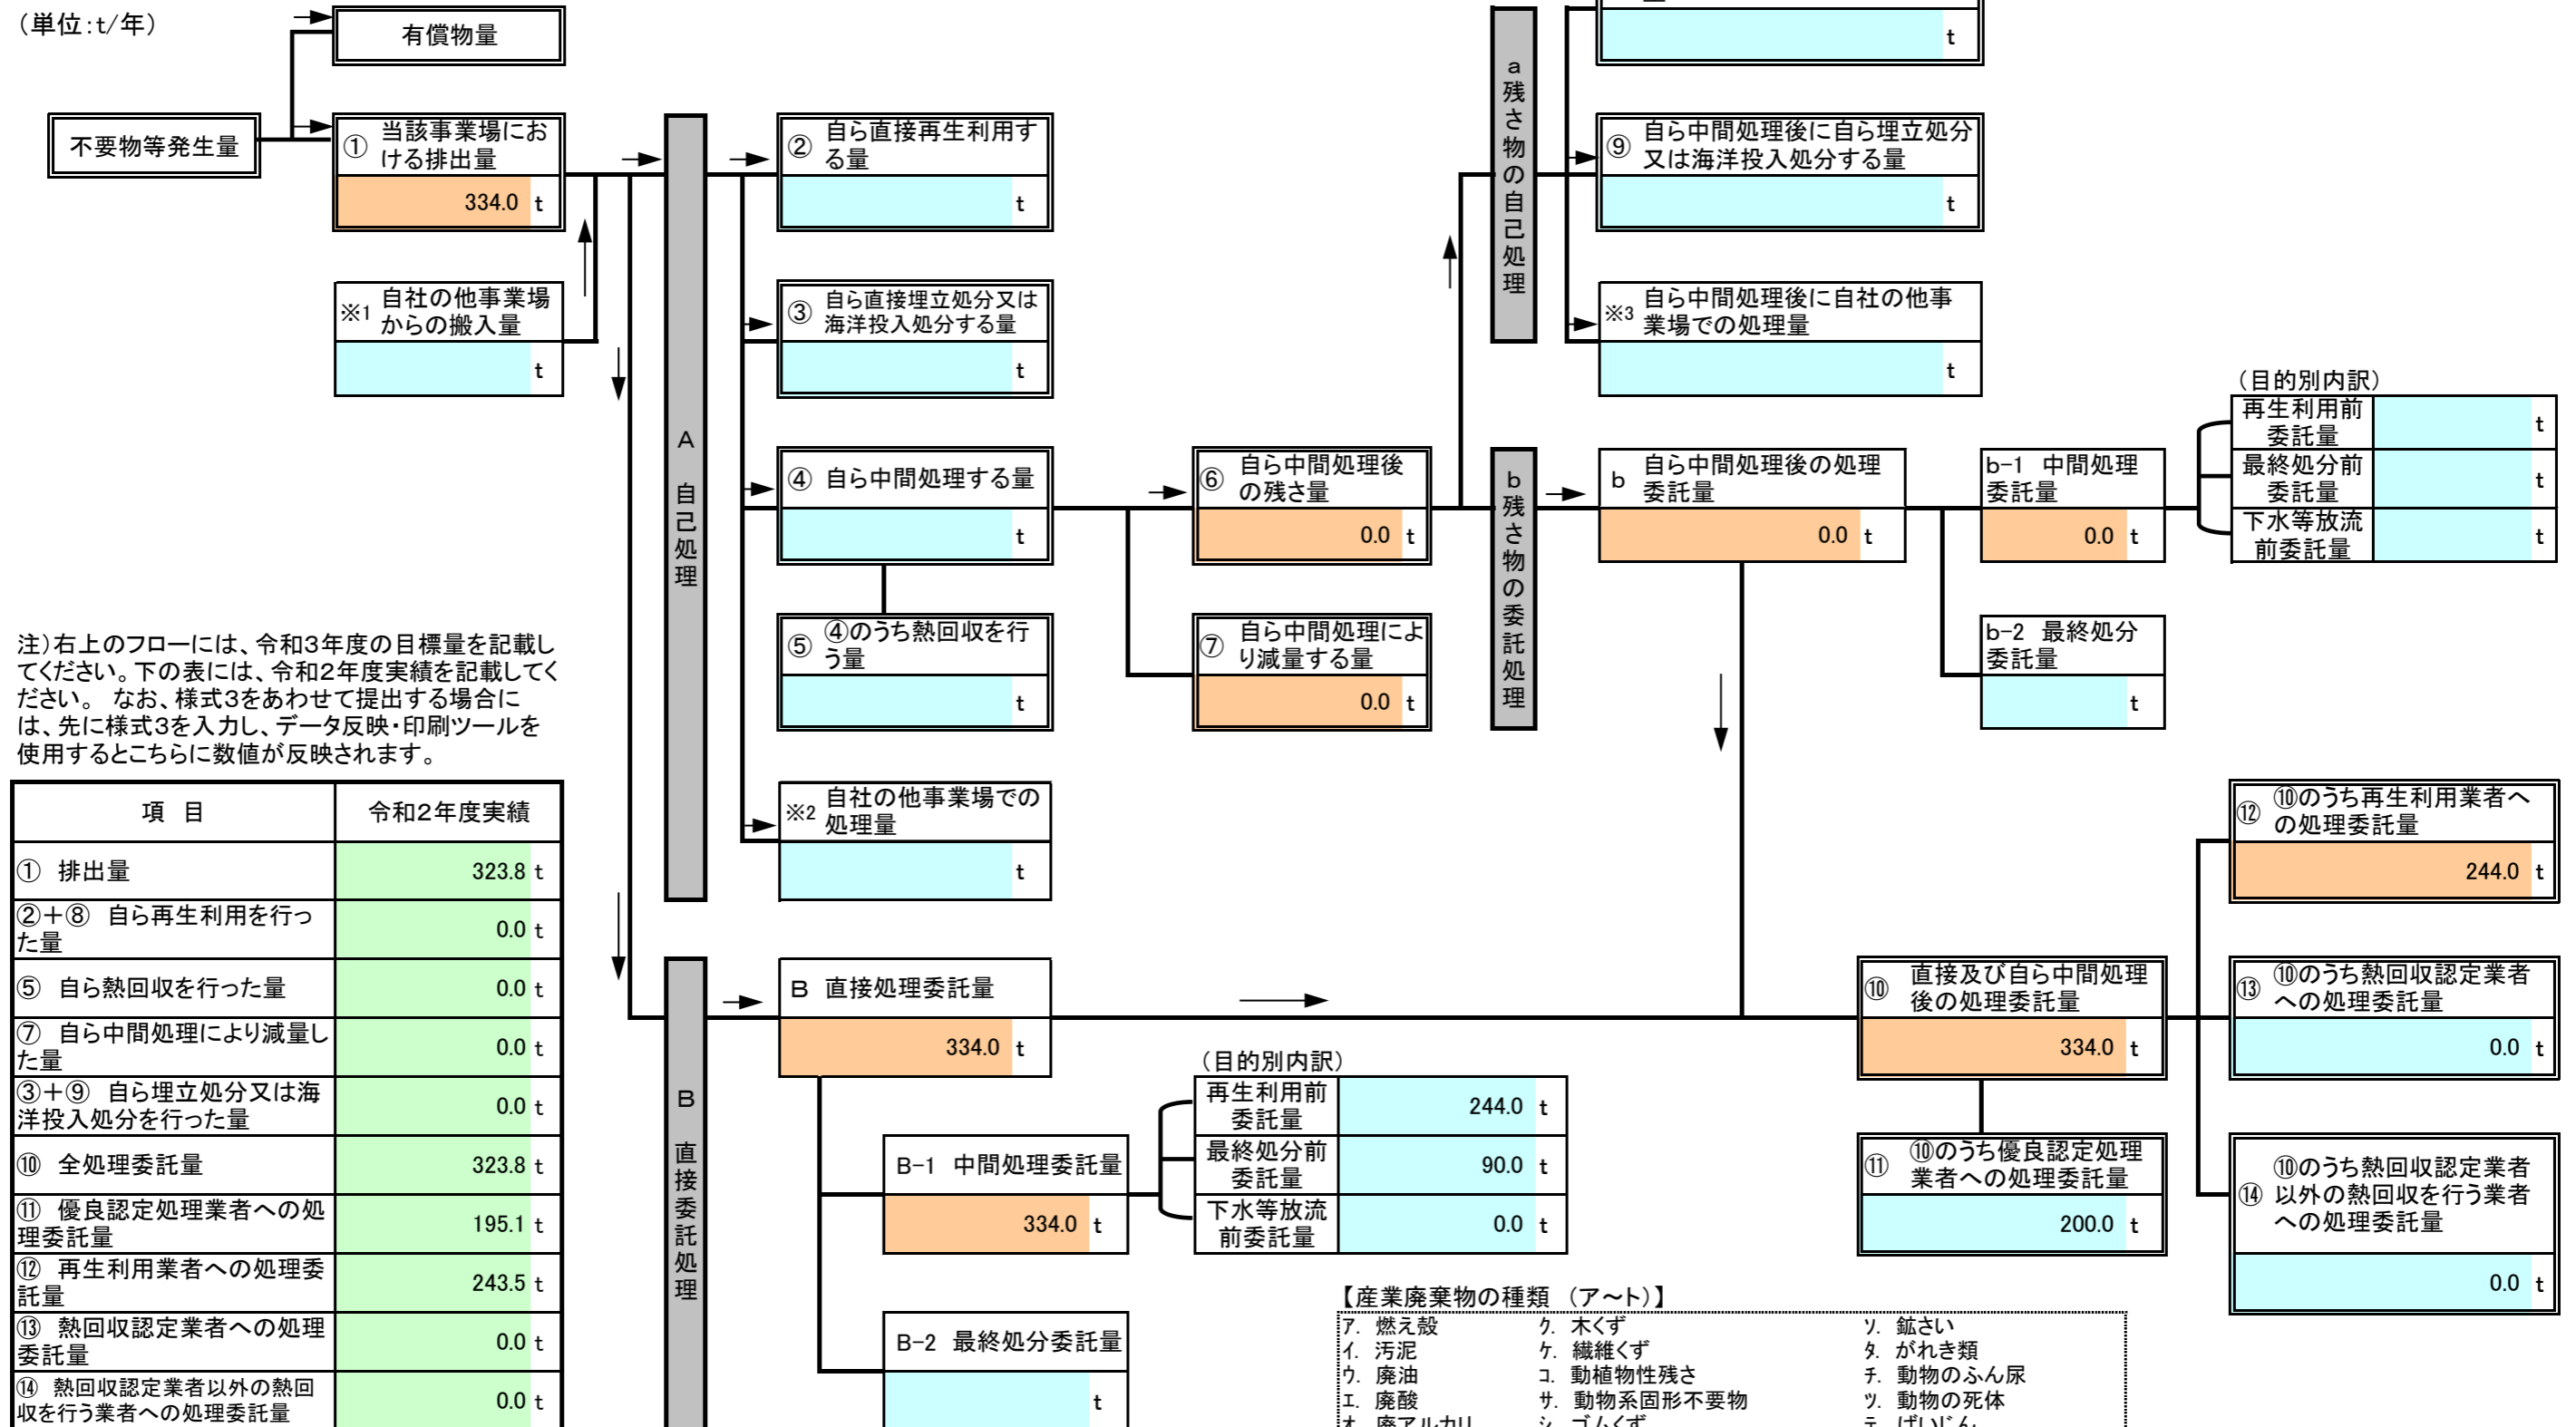 （単位：t/年）
有償物量
t
不要物等発生量
① 当該事業場にお
ける排出量
334.0 t
※1 自社の他事業場
からの搬入量
t
A 自己処理
② 自ら直接再生利用す
る量
t
③ 自ら直接埋立処分又は
海洋投入処分する量
t
④ 自ら中間処理する量
t
⑤ ④のうち熱回収を行
う量
t
※2 自社の他事業場での
処理量
t
⑥ 自ら中間処理後
の残さ量
0.0 t
⑦ 自ら中間処理によ
り減量する量
0.0 t
a 残さ物の自己処理
⑨ 自ら中間処理後に自ら埋立処分
又は海洋投入処分する量
t
※3 自ら中間処理後に自社の他事
業場での処理量
t
b 残さ物の委託処理
b 自ら中間処理後の処理
委託量
0.0 t
b-1 中間処理
委託量
0.0 t
（目的別内訳）
再生利用前
委託量
t
最終処分前
委託量
t
下水等放流
前委託量
t
b-2 最終処分
委託量
t
注）右上のフローには、令和３年度の目標量を記載し
てください。下の表には、令和２年度実績を記載してく
ださい。 なお、様式３をあわせて提出する場合に
は、先に様式３を入力し、データ反映・印刷ツールを
使用するとこちらに数値が反映されます。
項 目 令和２年度実績
① 排出量 323.8 t
②＋⑧ 自ら再生利用を行っ
た量 0.0 t
⑤ 自ら熱回収を行った量 0.0 t
⑦ 自ら中間処理により減量し
た量 0.0 t
③＋⑨ 自ら埋立処分又は海
洋投入処分を行った量 0.0 t
⑩ 全処理委託量 323.8 t
⑪ 優良認定処理業者への処
理委託量 195.1 t
⑫ 再生利用業者への処理委
託量 243.5 t
⑬ 熱回収認定業者への処理
委託量 0.0 t
⑭ 熱回収認定業者以外の熱回
収を行う業者への処理委託量 0.0 t
B 直接委託処理
B 直接処理委託量
334.0 t
B-1 中間処理委託量
334.0 t
（目的別内訳）
再生利用前
委託量
244.0 t
最終処分前
委託量
90.0 t
下水等放流
前委託量
0.0 t
B-2 最終処分委託量
t
⑩ 直接及び自ら中間処理
後の処理委託量
334.0 t
⑪ ⑩のうち優良認定処理
業者への処理委託量
200.0 t
⑫ ⑩のうち再生利用業者へ
の処理委託量
244.0 t
⑬ ⑩のうち熱回収認定業者
への処理委託量
0.0 t
⑭ ⑩のうち熱回収認定業者
以外の熱回収を行う業者
への処理委託量
0.0 t
【産業廃棄物の種類 （ア～ト）】
ｱ. 燃え殻 ｸ. 木くず ｿ. 鉱さい
ｲ. 汚泥 ｹ. 繊維くず ﾀ. がれき類
ｳ. 廃油 ｺ. 動植物性残さ ﾁ. 動物のふん尿
ｴ. 廃酸 ｻ. 動物系固形不要物 ﾂ. 動物の死体
ｵ. 廃アルカリ ｼ. ゴムくず ﾃ. ばいじん